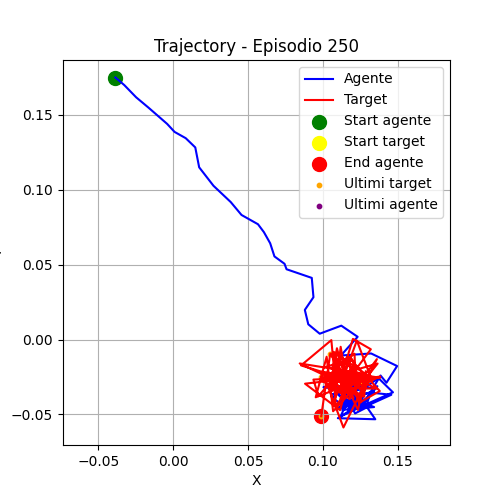 Trajectory - Episodio 250
Agente
Target
Start agente
Start target
End agente
Ultimi target
Ultimi agente
0.15
0.10
0.05
0.00
−0.05
−0.05
0.00
0.05
0.10
0.15
X